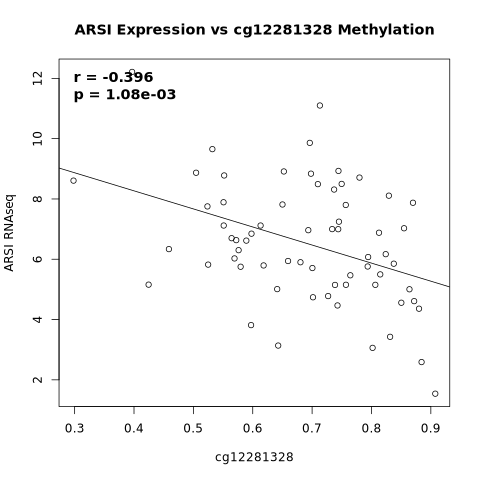 ARSI Expression vs cg12281328 Methylation
r = -0.396
p = 1.08e-03
ARSI RNAseq
12
10
8
6
4
2
0.3 0.4 0.5 0.6 0.7 0.8 0.9
cg12281328